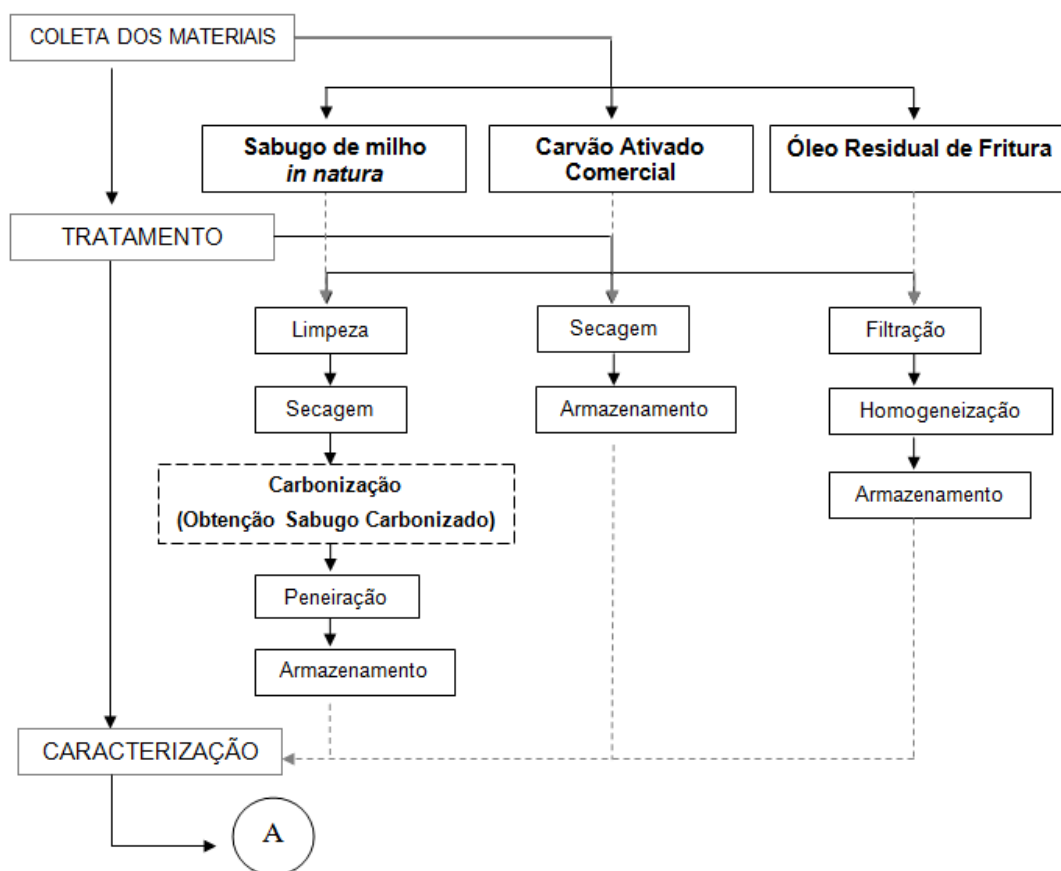 COLETA DOS MATERIAIS
Sabugo de milho
in natura
Carvão Ativado
Comercial
Óleo Residual de Fritura
TRATAMENTO
Limpeza
Secagem
Filtração
Secagem
Armazenamento
Homogeneização
Carbonização
(Obtenção Sabugo Carbonizado)
Armazenamento
Peneiração
Armazenamento
CARACTERIZAÇÃO
A